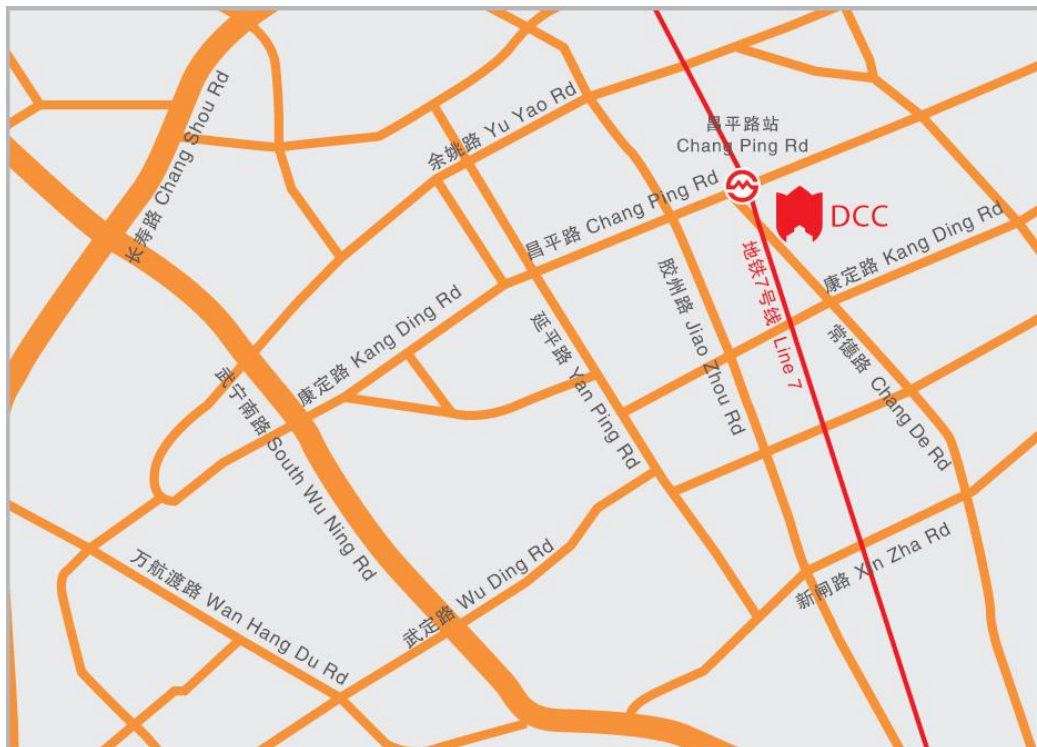 长寿路 Chang Shou Rd
余姚路 Yu Yao Rd
昌平路站
Chang Ping Rd
昌平路 Chang Ping Rd
DCC
康定路 Kang Ding Rd
地铁7号线 Line 7
胶州路 Jiao Zhou Rd
延平路 Yan Ping Rd
常德路 Chang De Rd
康定路 Kang Ding Rd
武宁南路 South Wu Ning Rd
万航渡路 Wan Hang Du Rd
武定路 Wu Ding Rd
新闸路 Xin Zha Rd